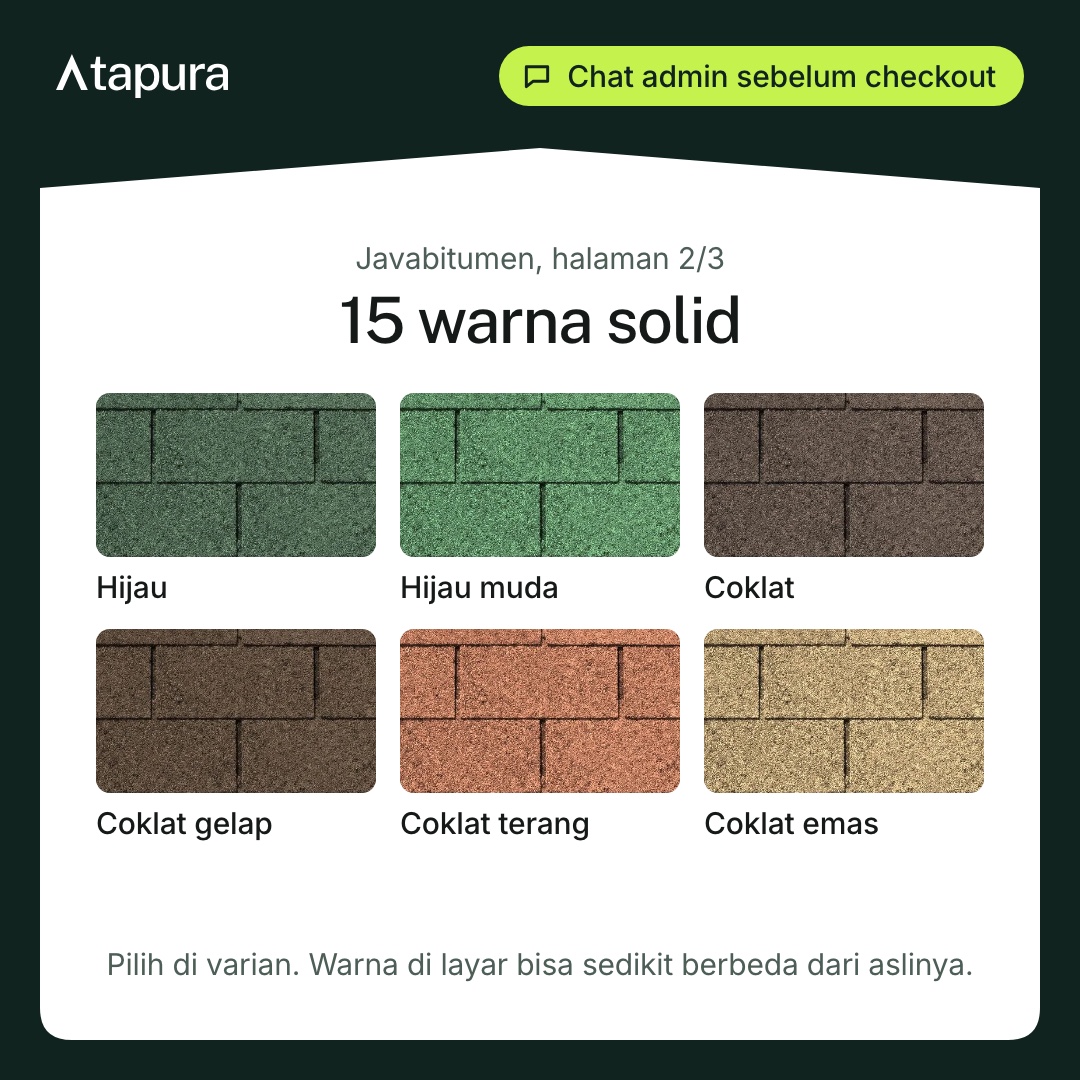 Atapura
Chat admin sebelum checkout
Javabitumen, halaman 2/3
15 warna solid
Hijau
Hijau muda
Coklat
Coklat gelap
Coklat terang
Coklat emas
Pilih di varian. Warna di layar bisa sedikit berbeda dari aslinya.